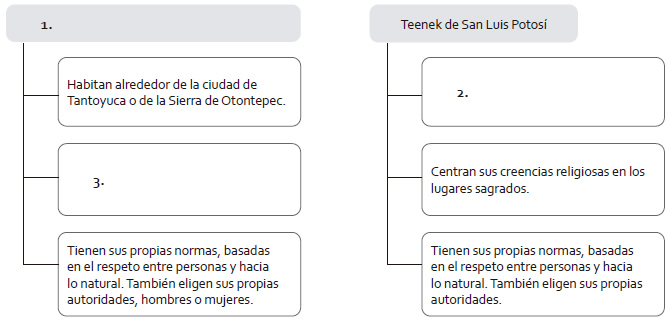 1.
Habitan alrededor de la ciudad de
Tantoyuca o de la Sierra de Otontepec.
3.
Tienen sus propias normas, basadas
en el respeto entre personas y hacia
lo natural. También eligen sus propias
autoridades, hombres o mujeres.
Teenek de San Luis Potosí
2.
Centran sus creencias religiosas en los
lugares sagrados.
Tienen sus propias normas, basadas
en el respeto entre personas y hacia
lo natural. También eligen sus propias
autoridades.